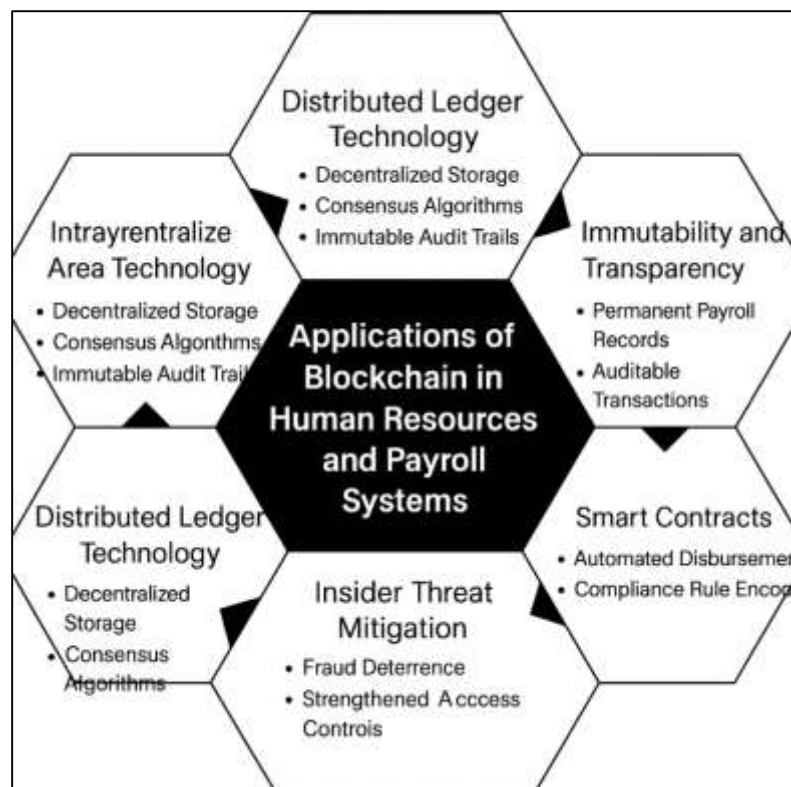 Distributed Ledger
Technology
• Decentralized Storage
• Consensus Algorithms
• Immutable Audit Trails
Immutability and
Transparency
• Permanent Payroll
Records
• Auditable
Transactions
Smart Contracts
• Automated Disbursemen
• Compliance Rule Encod
Insider Threat
Mitigation
• Fraud Deterrence
• Strengthened Acccess
Controis
Distributed Ledger
Technology
• Decentralized
Storage
• Consensus
Algorithms
Intrayrentralize
Area Technology
• Decentralized Storage
• Consensus Algonthms
• Immutable Audit Trail
Applications of
Blockchain in
Human Resources
and Payroll
Systems